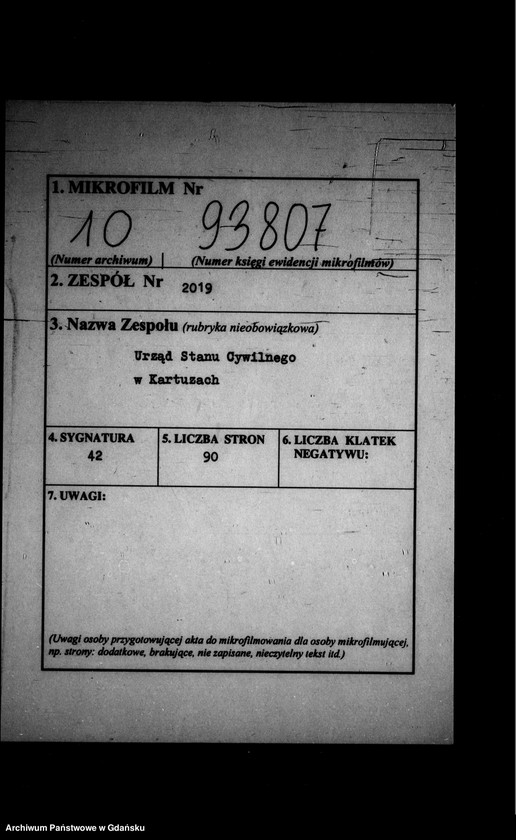 1. MIKROFILM Nr
10 93807
(Numer archiwum) (Numer księgi ewidencji mikrofilmów)
2. ZESPÓŁ Nr 2019
3. Nazwa Zespołu (rubryka nieobowiązkowa)
Urząd Stanu Cywilnego
w Kartuzach
4. SYGNATURA 5. LICZBA STRON 6. LICZBA KLATEK
42 90 NEGATYWU:
7. UWAGI:
(Uwagi osoby przygotowującej akta do mikrofilmowania dla osoby mikrofilmującej,
np. strony: dodatkowe, brakujące, nie zapisane, nieczytelny tekst itd.)
Archiwum Państwowe w Gdańsku